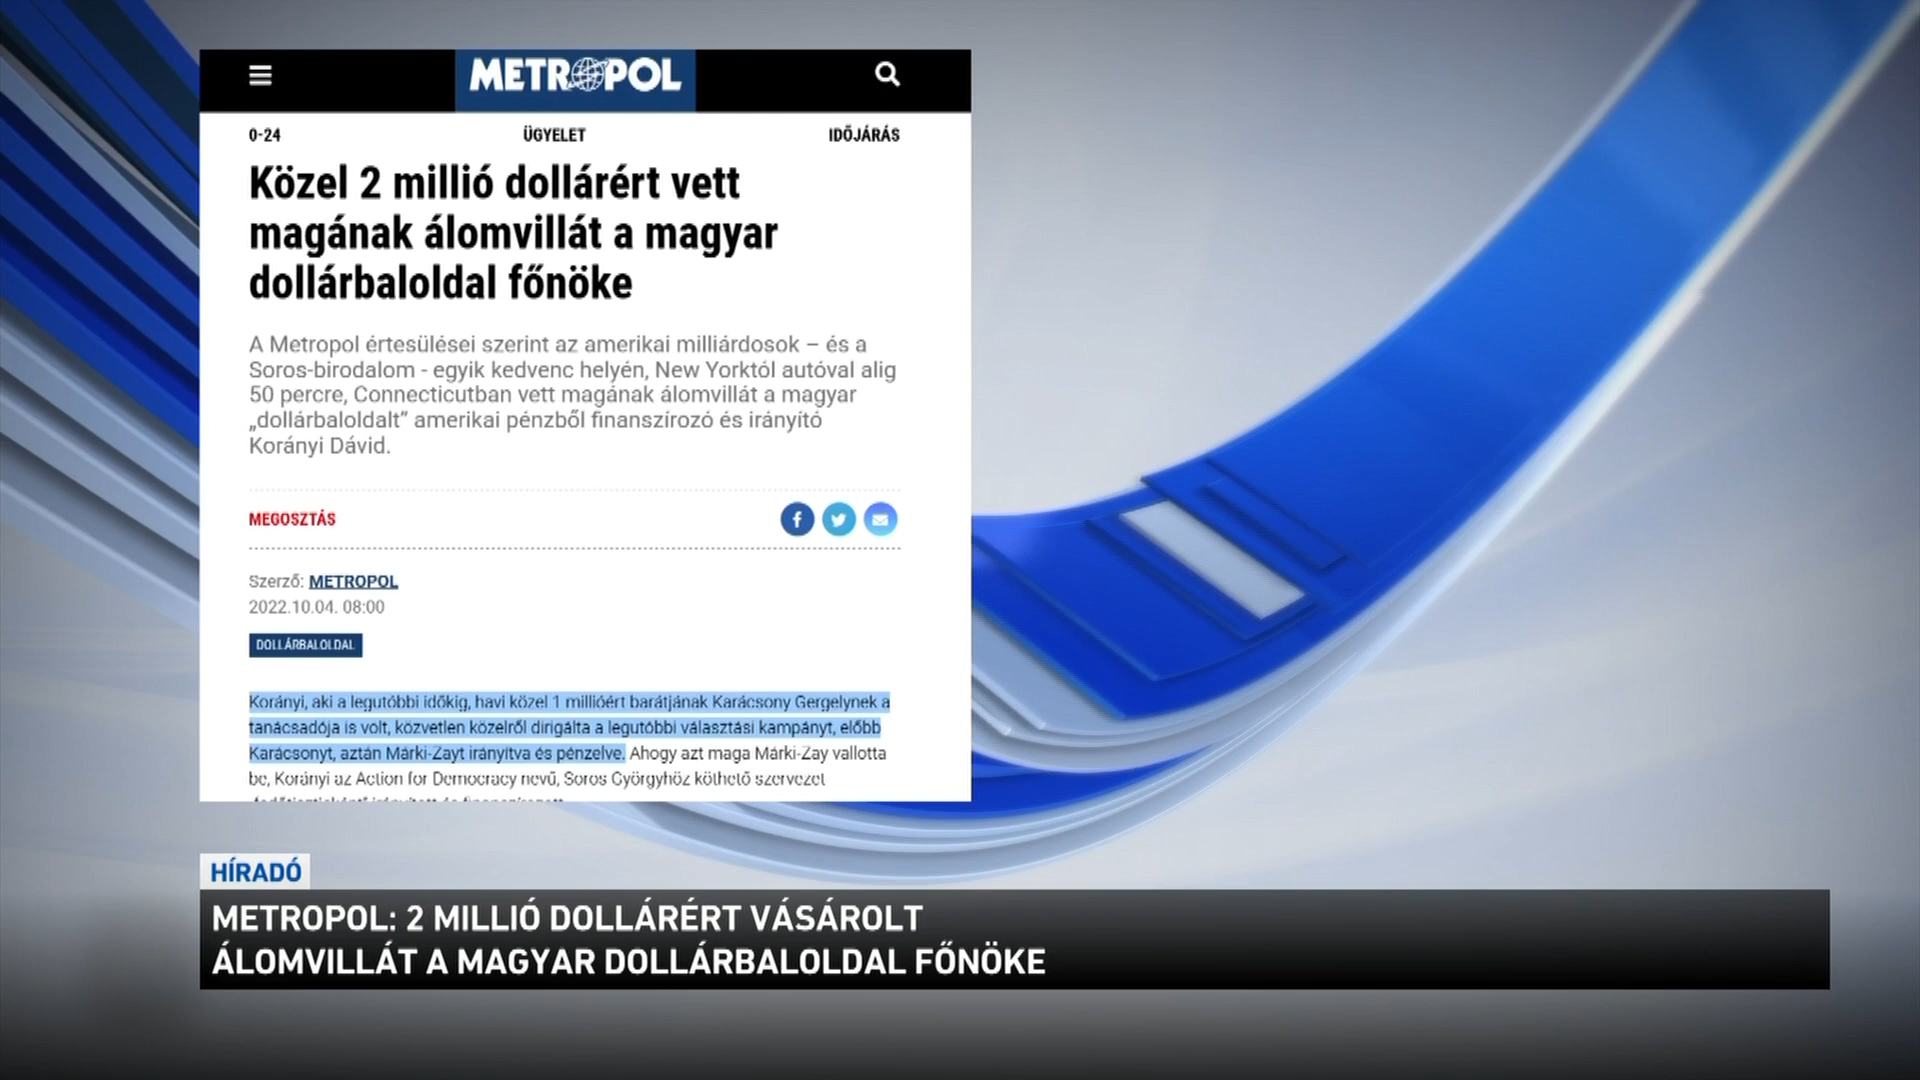 METROPOL
0-24 ÜGYELET IDŐJÁRÁS
Közel 2 millió dollárért vett
magának álomvillát a magyar
dollárbaloldal főnöke
A Metropol értesülései szerint az amerikai milliárdosok – és a
Soros-birodalom - egyik kedvenc helyén, New Yorktól autóval alig
50 percre, Connecticutban vett magának álomvillát a magyar
„dollárbaloldalt” amerikai pénzből finanszírozó és irányító
Korányi Dávid.
MEGOSZTÁS
Szerző: METROPOL
2022.10.04. 08:00
DOLLÁRBALOLDAL
Korányi, aki a legutóbbi időkig, havi közel 1 millióért barátjának Karácsony Gergelynek a
tanácsadója is volt, közvetlen közelről dirigálta a legutóbbi választási kampányt, előbb
Karácsonyt, aztán Márki-Zayt irányítva és pénzelve. Ahogy azt maga Márki-Zay vallotta
be, Korányi az Action for Democracy nevű, Soros Györgyhöz köthető szervezet
HÍRADÓ
METROPOL: 2 MILLIÓ DOLLÁRÉRT VÁSÁROLT
ÁLOMVILLÁT A MAGYAR DOLLÁRBALOLDAL FŐNÖKE